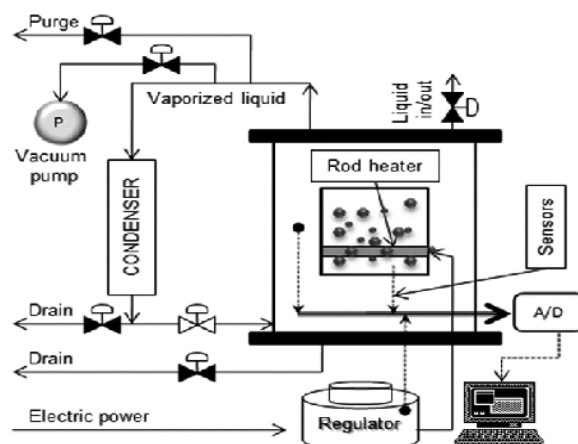 Purge
Vaporized liquid
P
Vacuum
pump
CONDENSER
Liquid
in/out
D
Rod heater
Sensors
A/D
Drain
Drain
Electric power
Regulator